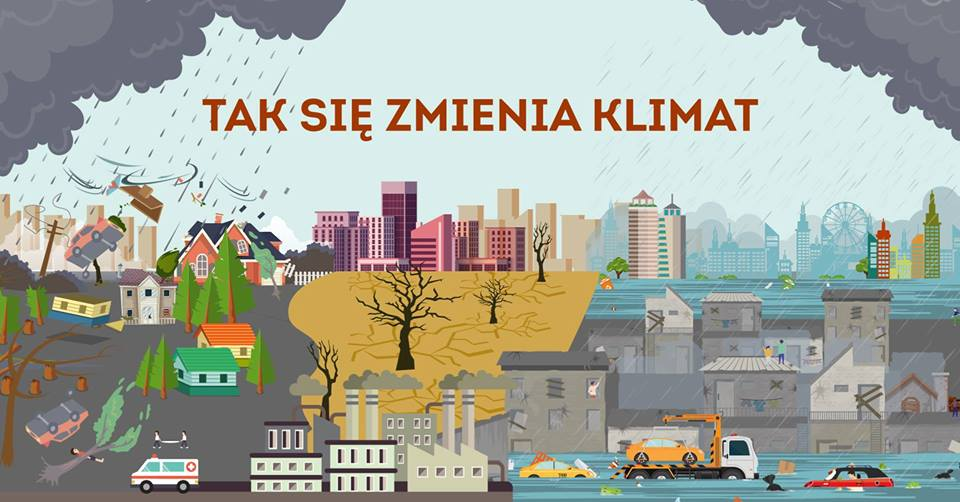 TAK SIĘ ZMIENIA KLIMAT